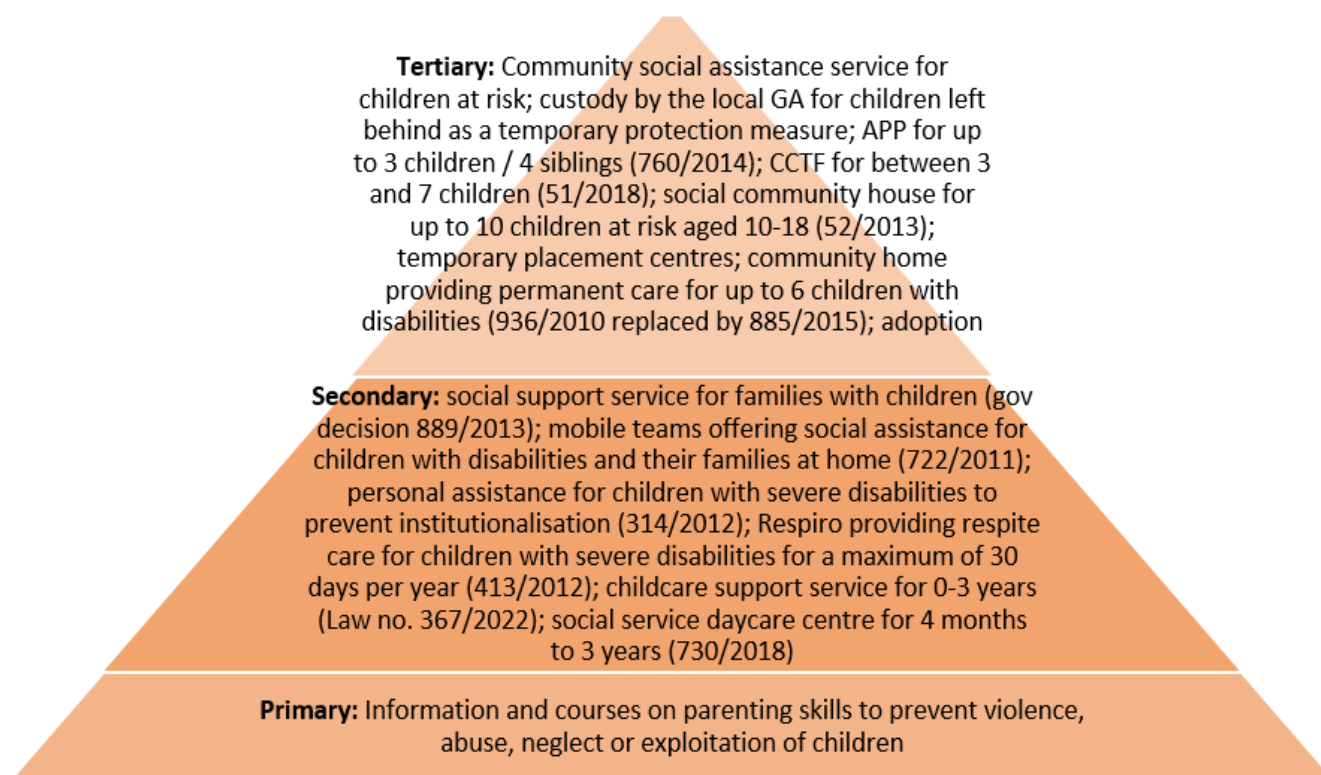 Tertiary: Community social assistance service for
children at risk; custody by the local GA for children left
behind as a temporary protection measure; APP for up
to 3 children / 4 siblings (760/2014); CCTF for between 3
and 7 children (51/2018); social community house for
up to 10 children at risk aged 10-18 (52/2013);
temporary placement centres; community home
providing permanent care for up to 6 children with
disabilities (936/2010 replaced by 885/2015); adoption
Secondary: social support service for families with children (gov
decision 889/2013); mobile teams offering social assistance for
children with disabilities and their families at home (722/2011);
personal assistance for children with severe disabilities to
prevent institutionalisation (314/2012); Respiro providing respite
care for children with severe disabilities for a maximum of 30
days per year (413/2012); childcare support service for 0-3 years
(Law no. 367/2022); social service daycare centre for 4 months
to 3 years (730/2018)
Primary: Information and courses on parenting skills to prevent violence,
abuse, neglect or exploitation of children